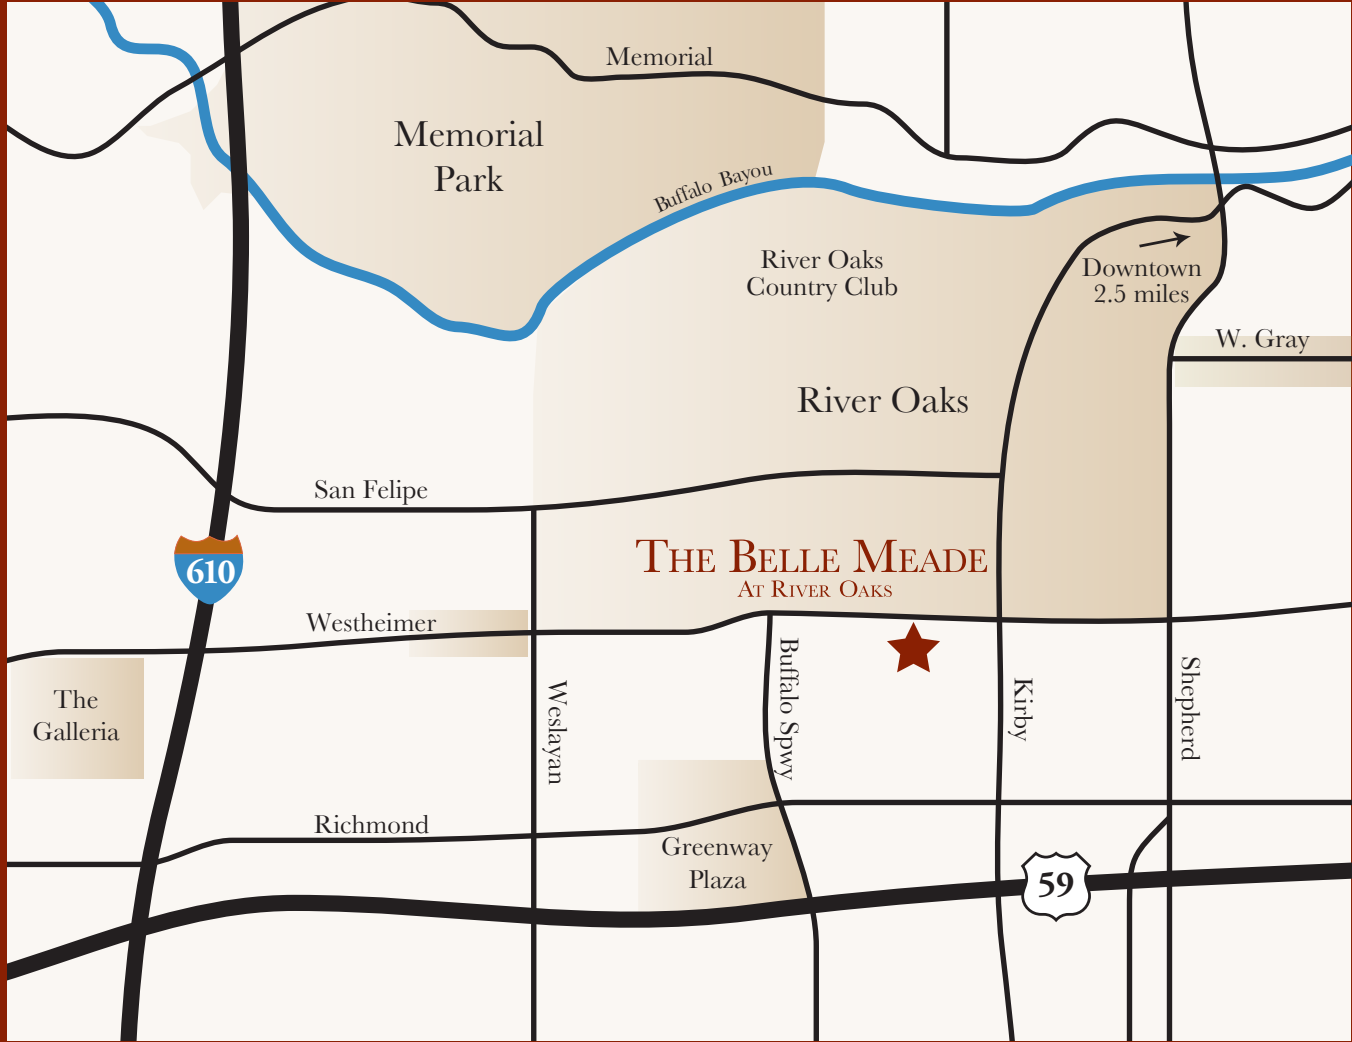 Memorial
Memorial
Park
Buffalo Bayou
River Oaks
Country Club
Downtown
2.5 miles
W. Gray
River Oaks
San Felipe
The Belle Meade
At River Oaks
610
Westheimer
Buffalo Spwy
Weslayan
Kirby
Shepherd
The
Galleria
Richmond
Greenway
Plaza
59